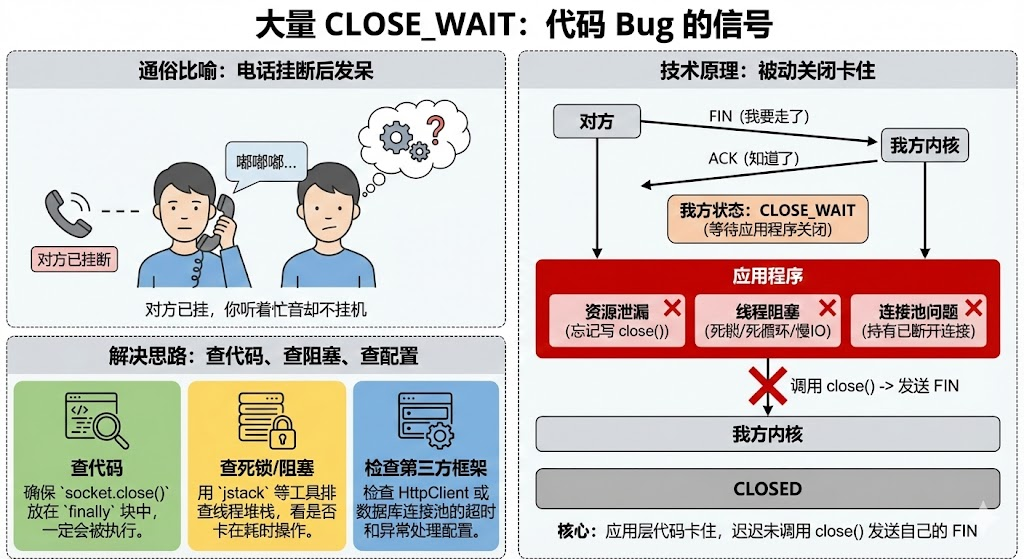 大量 CLOSE_WAIT：代码 Bug 的信号
通俗比喻：电话挂断后发呆
嘟嘟嘟...
?
对方已挂断
对方已挂，你听着忙音却不挂机
解决思路：查代码、查阻塞、查配置
</>
查代码
确保 `socket.close()`
放在 `finally` 块中，
一定会被执行。
查死锁/阻塞
用 `jstack` 等工具排
查线程堆栈，看是否
卡在耗时操作。
检查第三方框架
检查 HttpClient 或
数据库连接池的超时
和异常处理配置。
技术原理：被动关闭卡住
对方
FIN (我要走了)
我方内核
ACK (知道了)
我方状态：CLOSE_WAIT
(等待应用程序关闭)
应用程序
资源泄漏
(忘记写 close())
线程阻塞
(死锁/死循环/慢IO)
连接池问题
(持有已断开连接)
调用 close() -> 发送 FIN
我方内核
CLOSED
核心：应用层代码卡住，迟迟未调用 close() 发送自己的 FIN